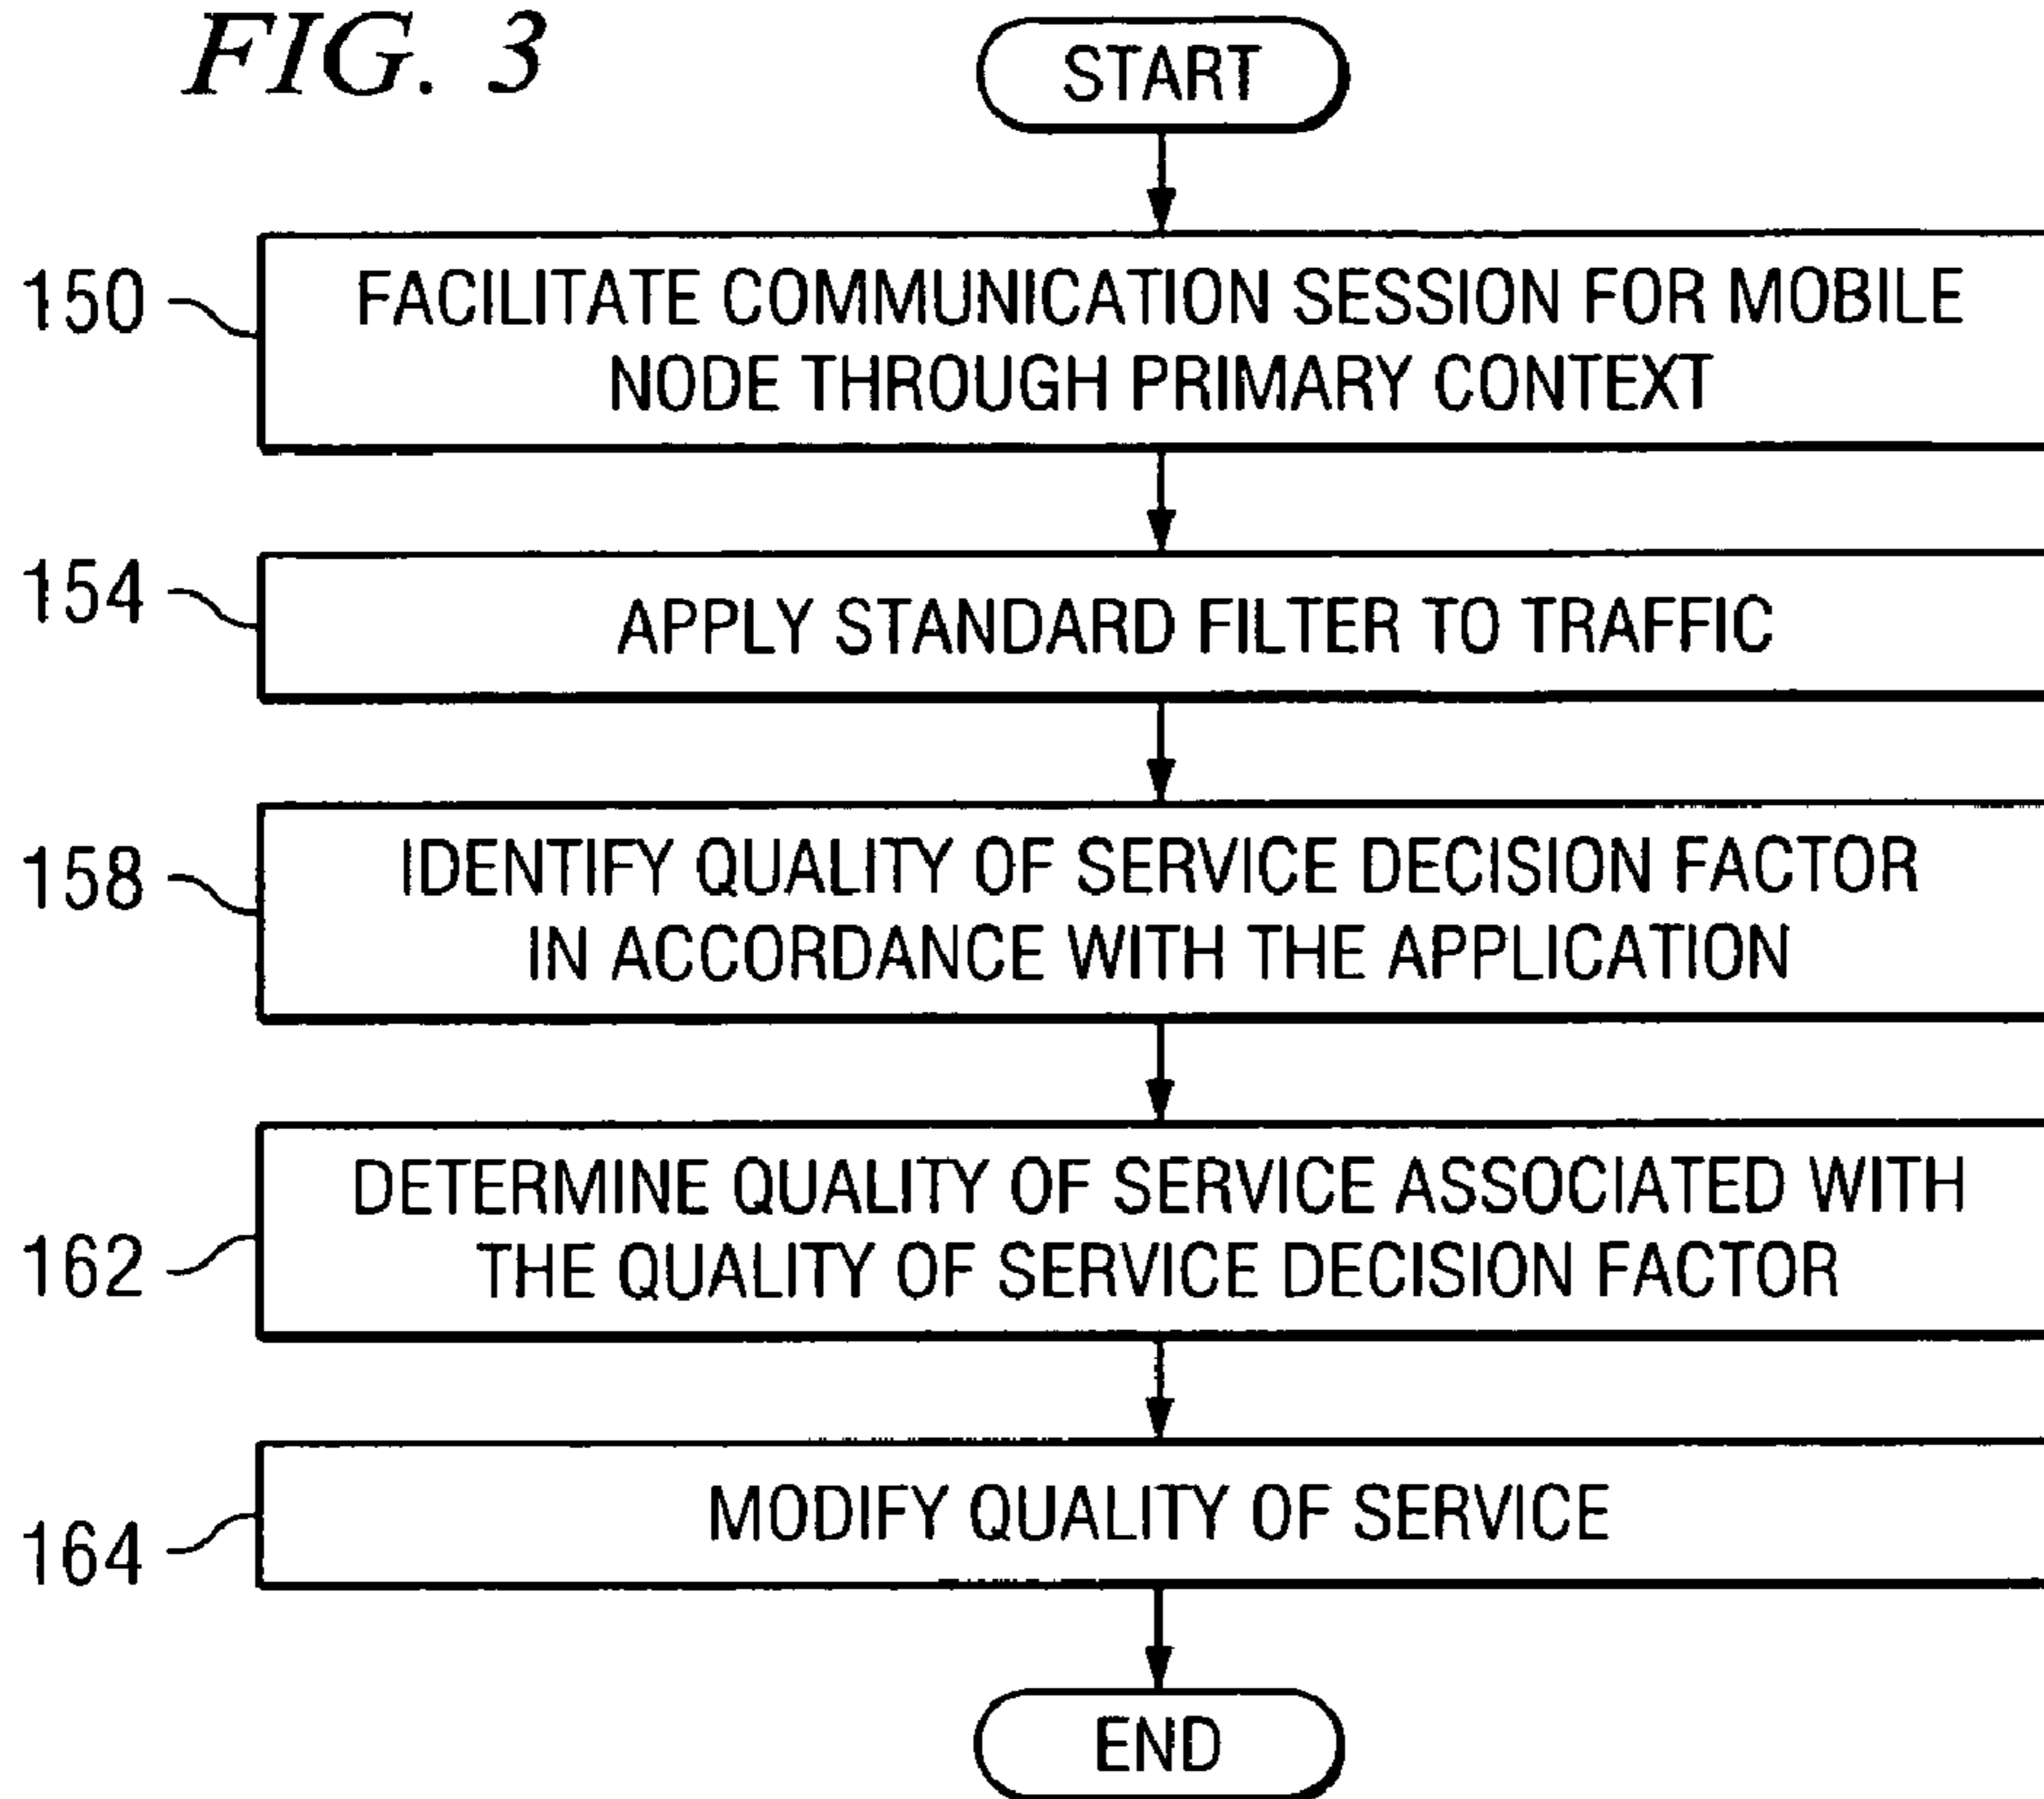 FIG. 3
START
150
FACILITATE COMMUNICATION SESSION FOR MOBILE
NODE THROUGH PRIMARY CONTEXT
154
APPLY STANDARD FILTER TO TRAFFIC
158
IDENTIFY QUALITY OF SERVICE DECISION FACTOR
IN ACCORDANCE WITH THE APPLICATION
162
DETERMINE QUALITY OF SERVICE ASSOCIATED WITH
THE QUALITY OF SERVICE DECISION FACTOR
164
MODIFY QUALITY OF SERVICE
END